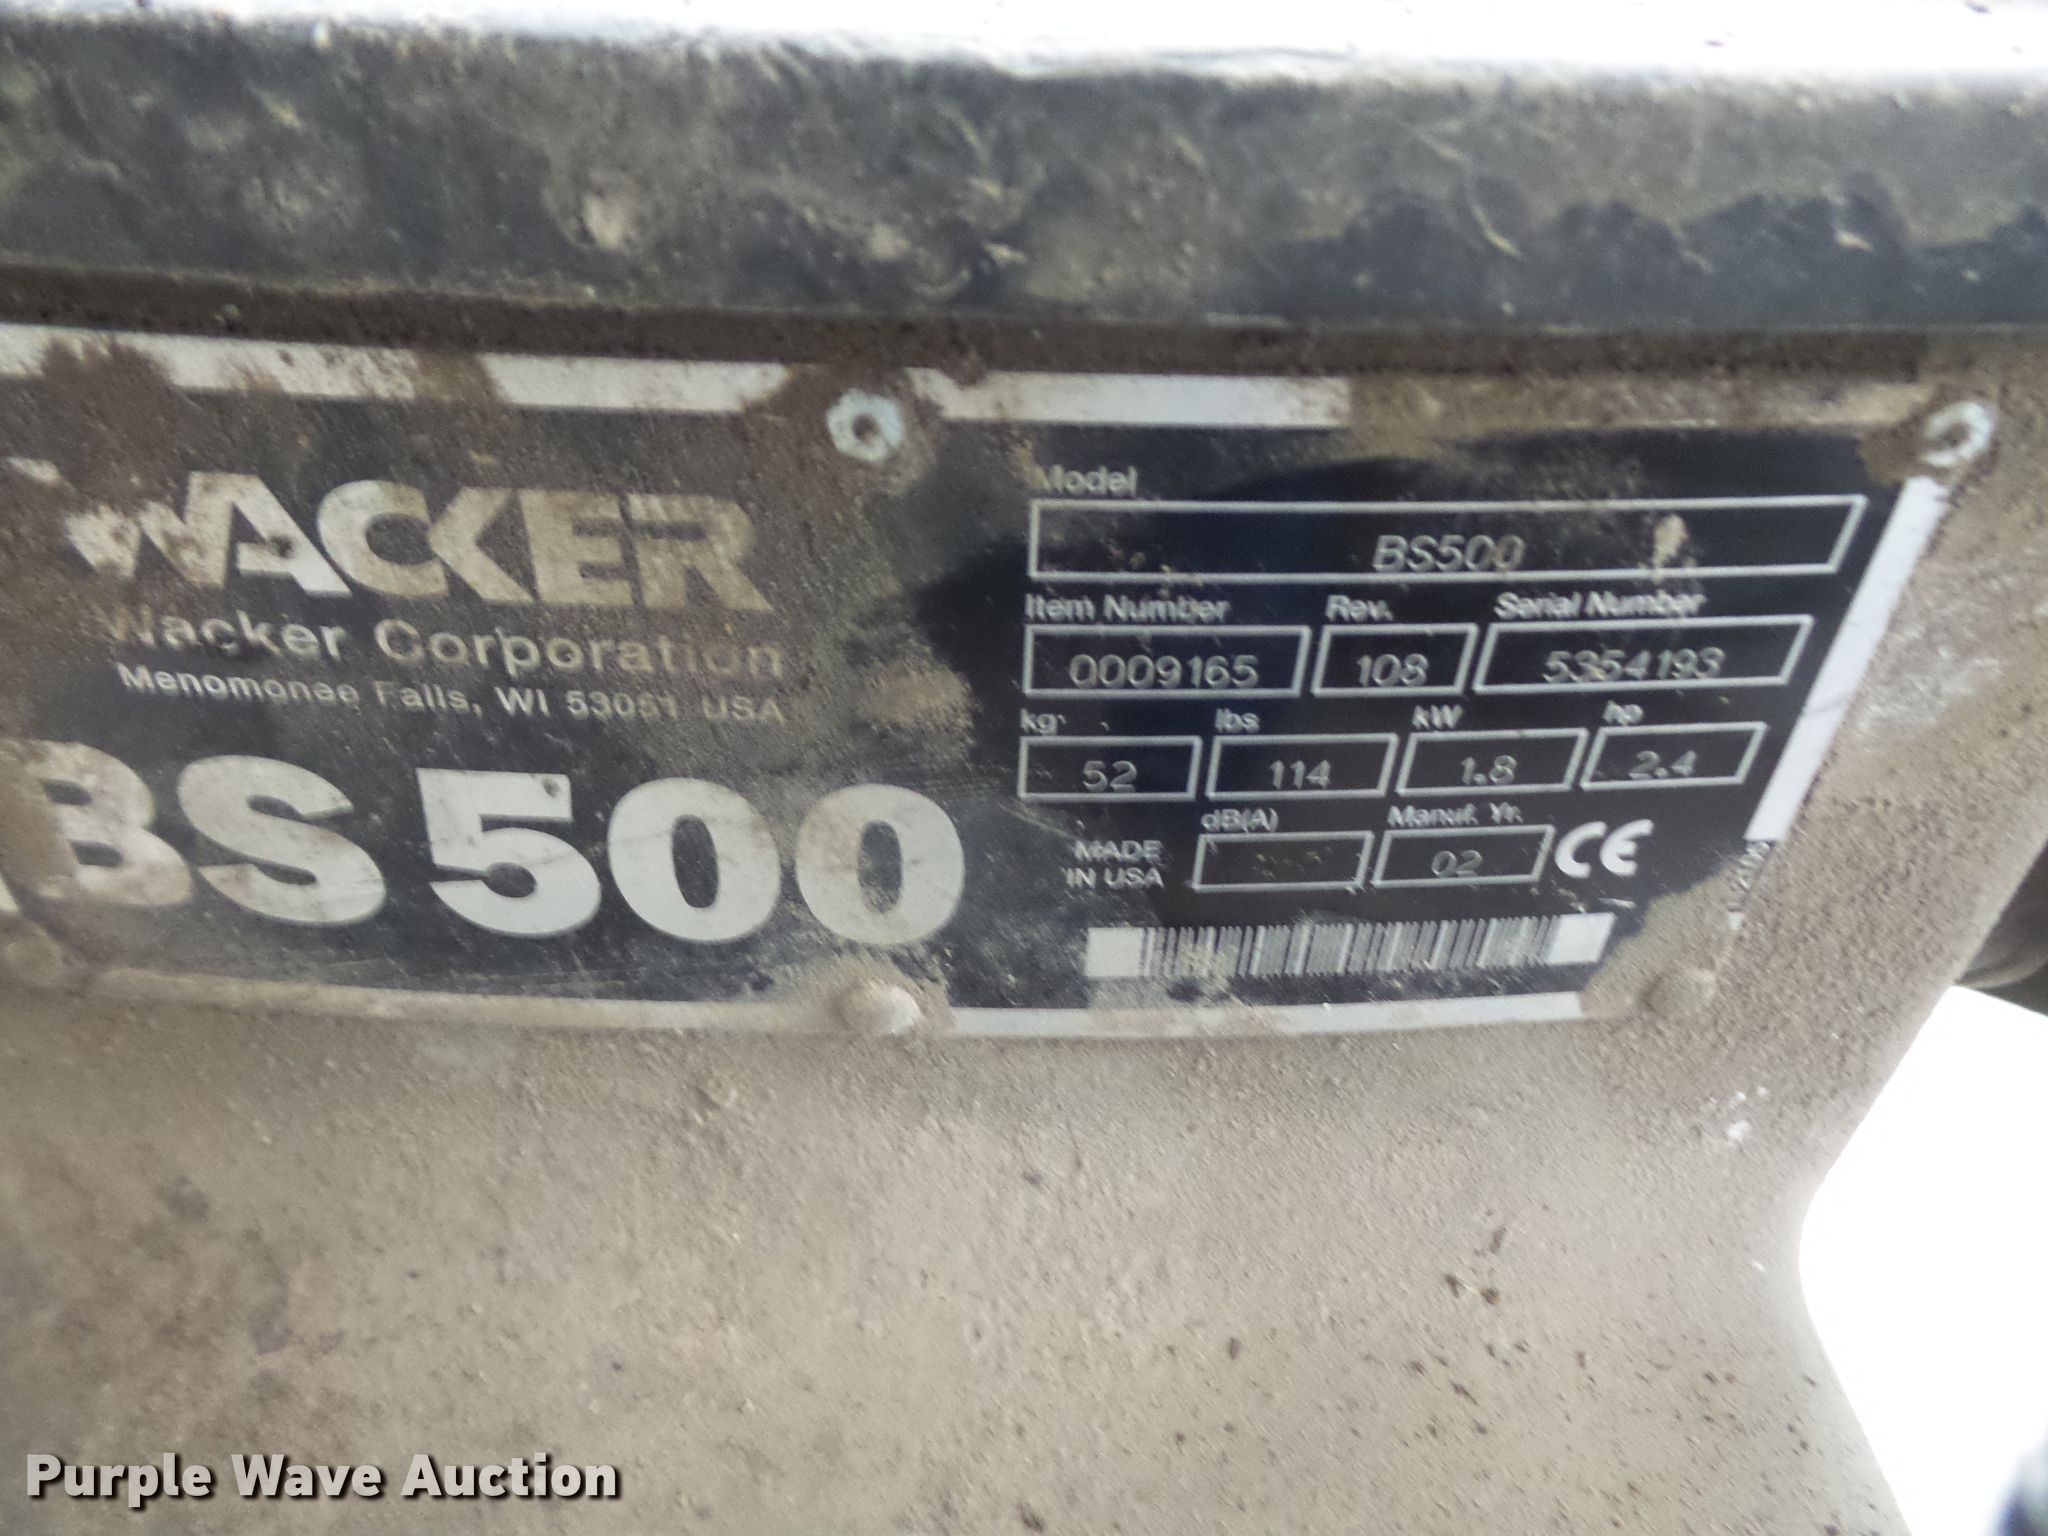 WACKER
Wacker Corporation
Menomonee Falls, WI 53051 USA
BS500
Model
BS500
Item Number Rev. Serial Number
0009165 108 5354193
kg lbs kW hp
52 114 1.8 2.4
dB(A) Manuf. Yr.
MADE
IN USA
02
CE
Purple Wave Auction